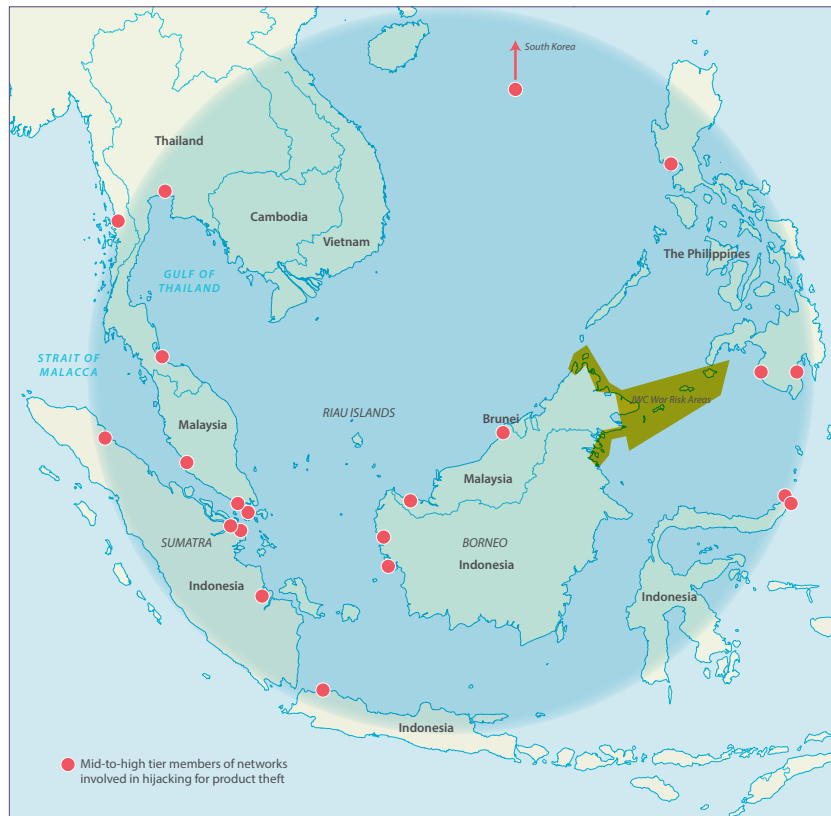 South Korea
Thailand
Cambodia
Vietnam
The Philippines
GULF OF
THAILAND
STRAIT OF
MALACCA
JWC War Risk Areas
RIAU ISLANDS
Brunei
Malaysia
Malaysia
SUMATRA
BORNEO
Indonesia
Indonesia
Indonesia
Indonesia
Mid-to-high tier members of networks
involved in hijacking for product theft